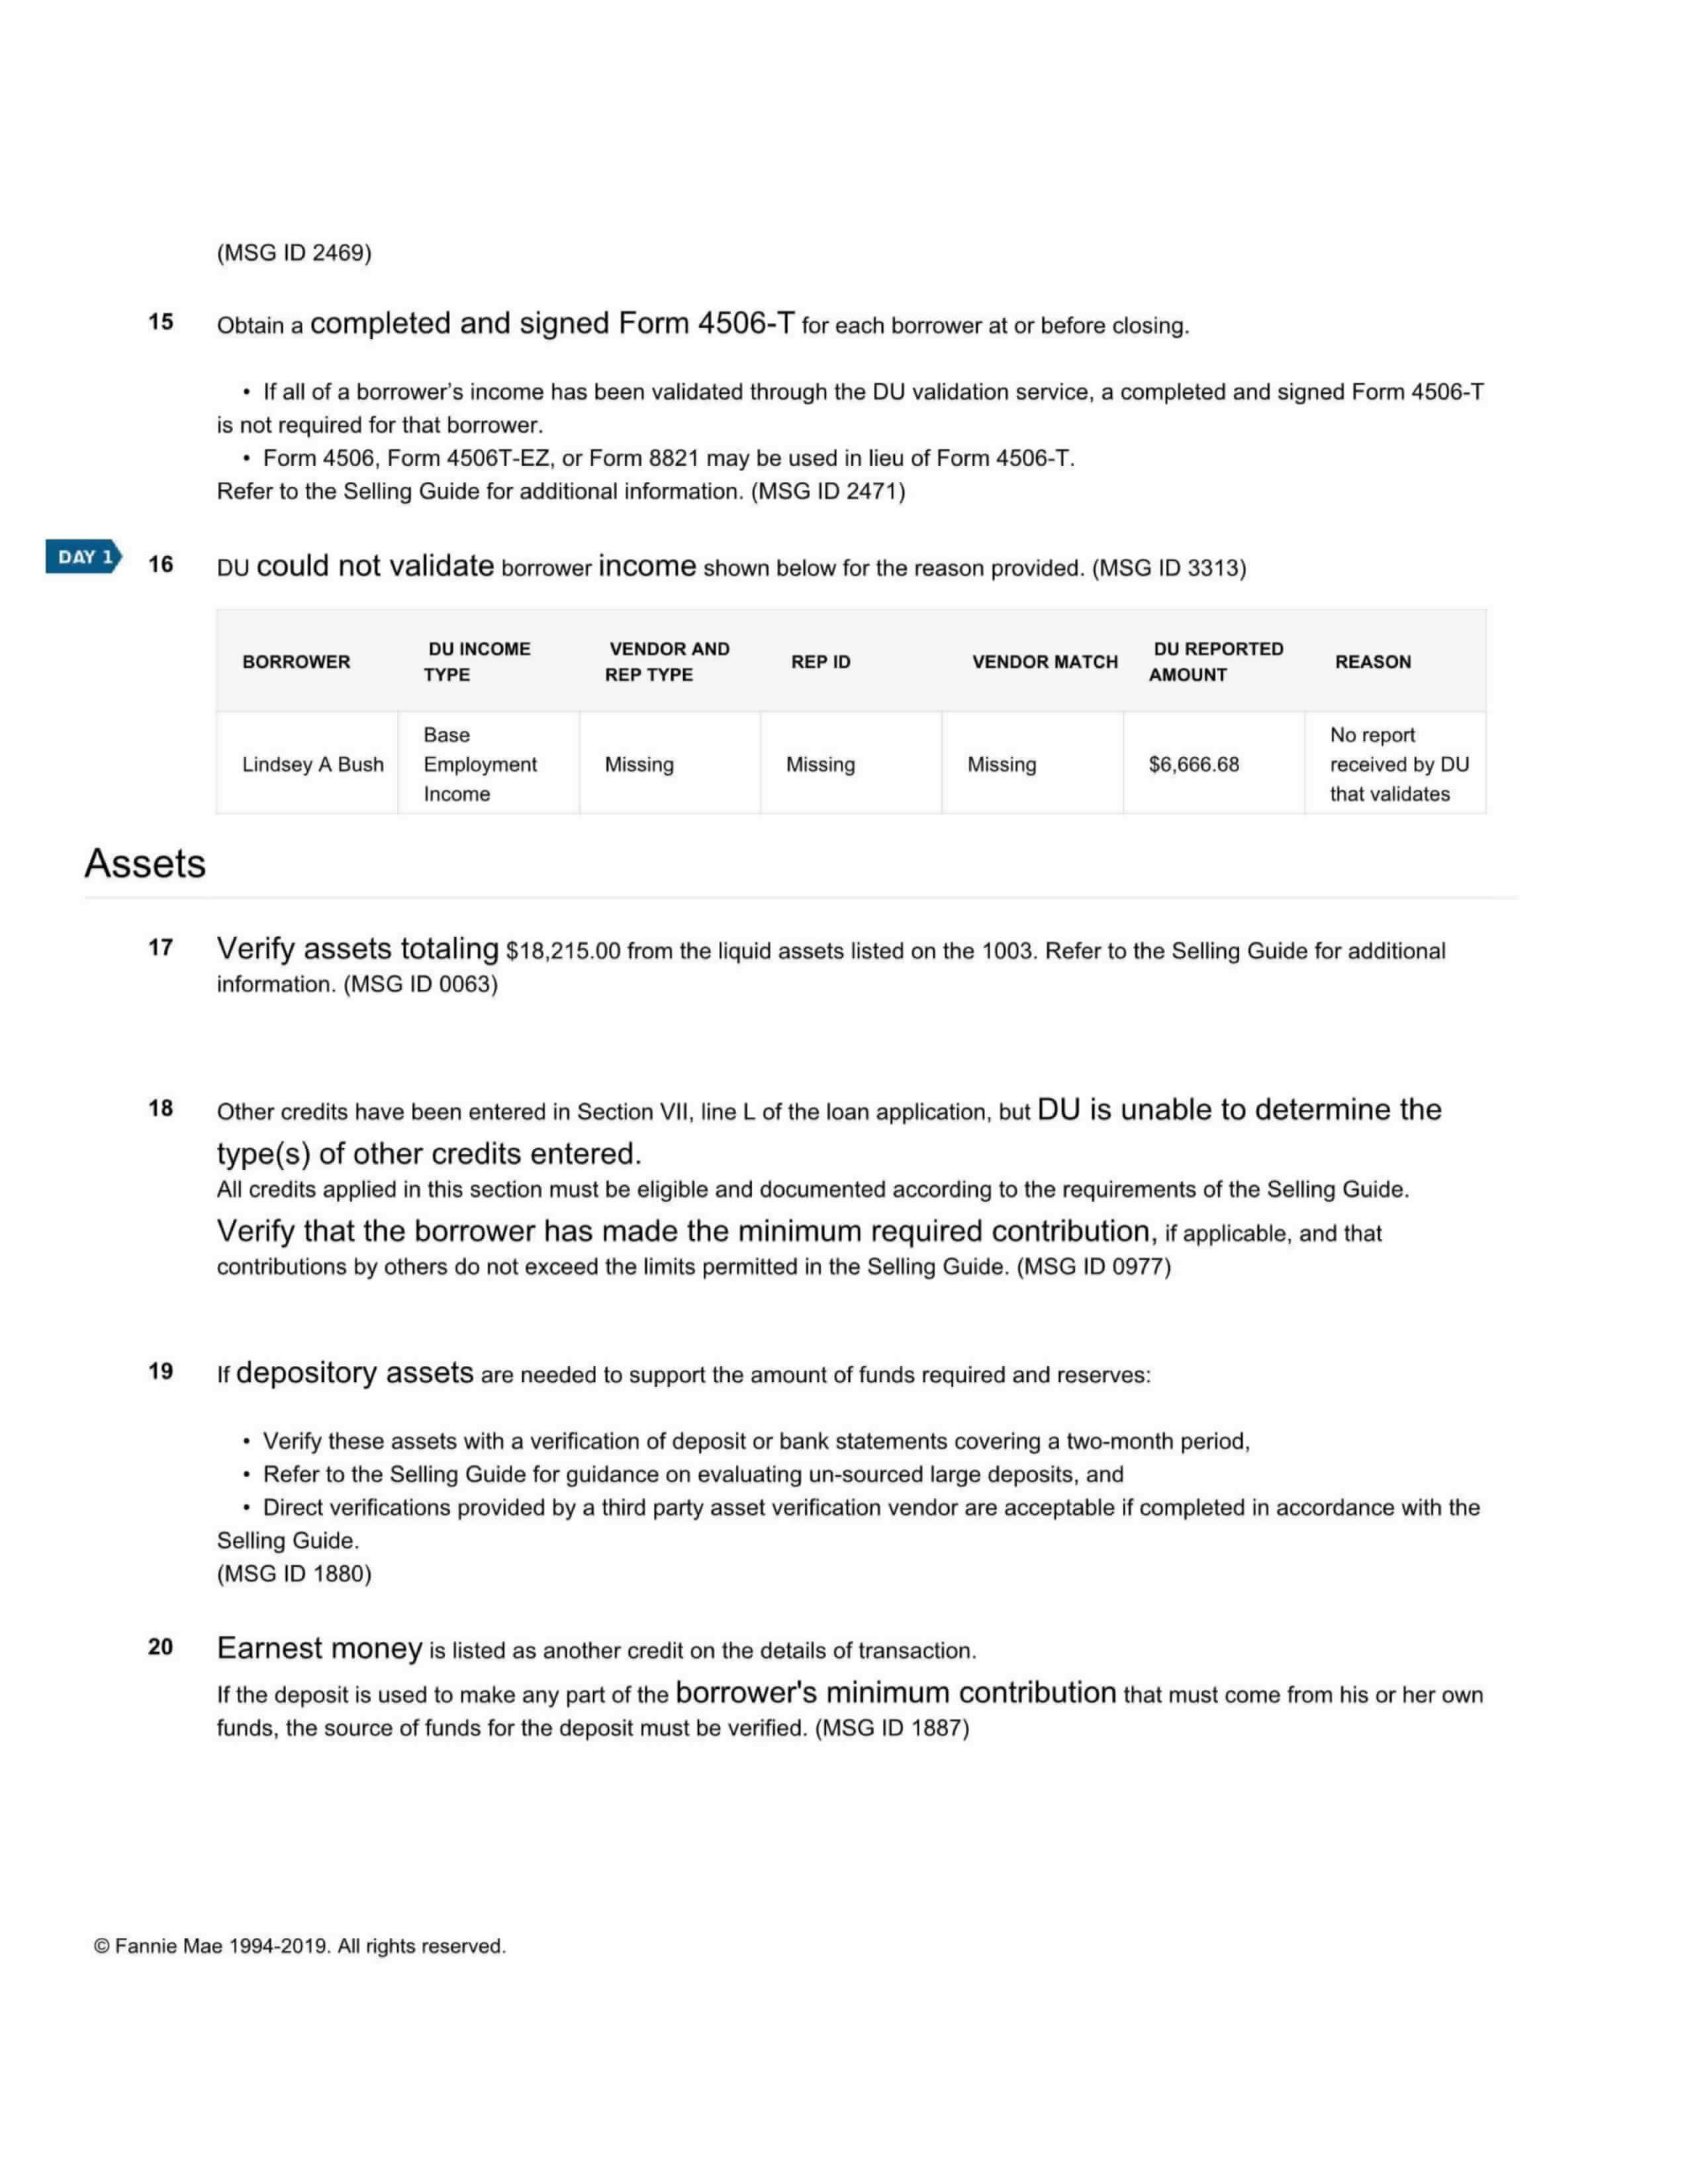 (MSG ID 2469)
15 Obtain a completed and signed Form 4506-T for each borrower at or before closing.
• If all of a borrower's income has been validated through the DU validation service, a completed and signed Form 4506-T
is not required for that borrower.
• Form 4506, Form 4506T-EZ, or Form 8821 may be used in lieu of Form 4506-T.
Refer to the Selling Guide for additional information. (MSG ID 2471)
DAY 1 16 DU could not validate borrower income shown below for the reason provided. (MSG ID 3313)
BORROWER DU INCOME TYPE VENDOR AND REP TYPE REP ID VENDOR MATCH DU REPORTED AMOUNT REASON
Lindsey A Bush Base Employment Income Missing Missing Missing $6,666.68 No report received by DU that validates
Assets
17 Verify assets totaling $18,215.00 from the liquid assets listed on the 1003. Refer to the Selling Guide for additional
information. (MSG ID 0063)
18 Other credits have been entered in Section VII, line L of the loan application, but DU is unable to determine the
type(s) of other credits entered.
All credits applied in this section must be eligible and documented according to the requirements of the Selling Guide.
Verify that the borrower has made the minimum required contribution, if applicable, and that
contributions by others do not exceed the limits permitted in the Selling Guide. (MSG ID 0977)
19 If depository assets are needed to support the amount of funds required and reserves:
• Verify these assets with a verification of deposit or bank statements covering a two-month period,
• Refer to the Selling Guide for guidance on evaluating un-sourced large deposits, and
• Direct verifications provided by a third party asset verification vendor are acceptable if completed in accordance with the
Selling Guide.
(MSG ID 1880)
20 Earnest money is listed as another credit on the details of transaction.
If the deposit is used to make any part of the borrower's minimum contribution that must come from his or her own
funds, the source of funds for the deposit must be verified. (MSG ID 1887)
© Fannie Mae 1994-2019. All rights reserved.